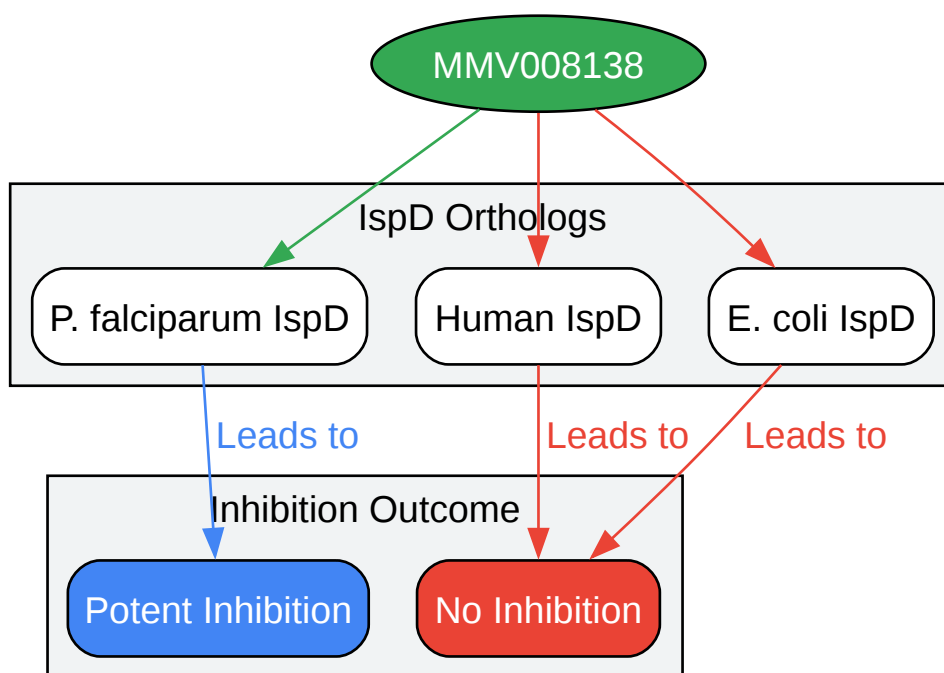 MMV008138
IspD Orthologs
P. falciparum IspD
Human IspD
E. coli IspD
Leads to
Leads to
Leads to
Inhibition Outcome
Potent Inhibition
No Inhibition